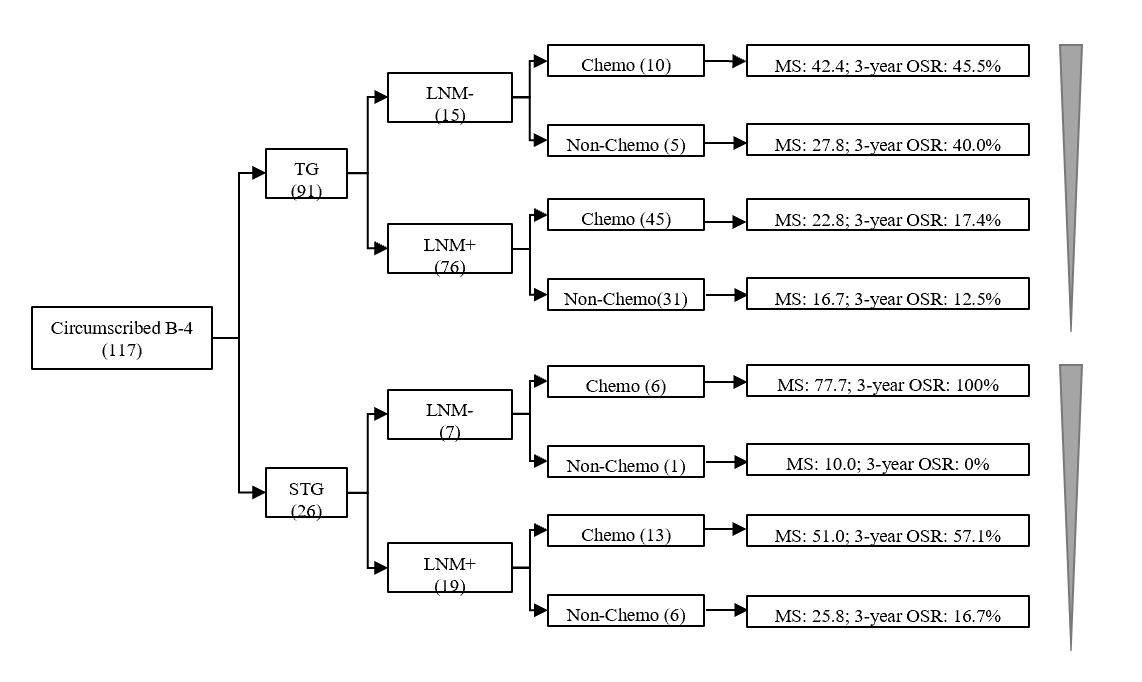 Circumscribed B-4
(117)
TG
(91)
STG
(26)
LNM-
(15)
LNM+
(76)
LNM-
(7)
LNM+
(19)
Chemo (10)
Non-Chemo (5)
Chemo (45)
Non-Chemo(31)
Chemo (6)
Non-Chemo (1)
Chemo (13)
Non-Chemo (6)
MS: 42.4; 3-year OSR: 45.5%
MS: 27.8; 3-year OSR: 40.0%
MS: 22.8; 3-year OSR: 17.4%
MS: 16.7; 3-year OSR: 12.5%
MS: 77.7; 3-year OSR: 100%
MS: 10.0; 3-year OSR: 0%
MS: 51.0; 3-year OSR: 57.1%
MS: 25.8; 3-year OSR: 16.7%